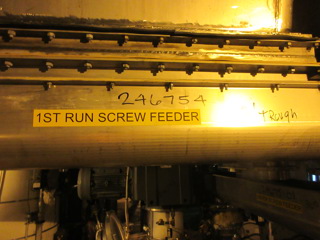 246754
1ST RUN SCREW FEEDER
trough